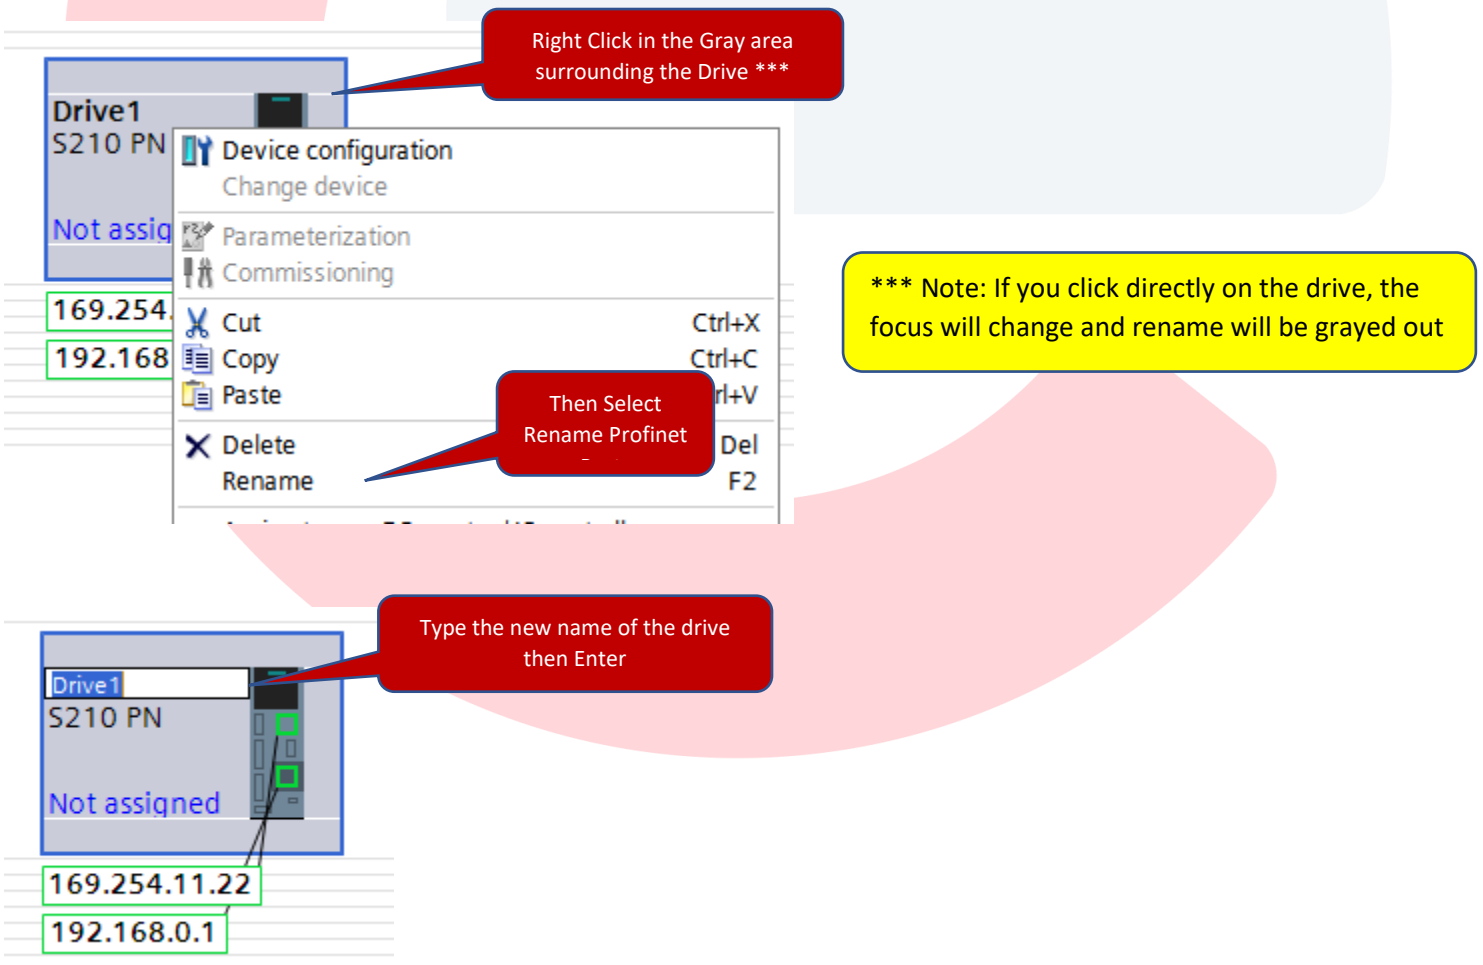 Right Click in the Gray area
surrounding the Drive ***
Drive1
S210 PN
Not assig
169.254.
192.168
Device configuration
Change device
Parameterization
Commissioning
Cut Ctrl+X
Copy Ctrl+C
Paste rl+V
Delete Del
Rename F2
Then Select
Rename Profinet
*** Note: If you click directly on the drive, the
focus will change and rename will be grayed out
Type the new name of the drive
then Enter
Drive1
S210 PN
Not assigned
169.254.11.22
192.168.0.1